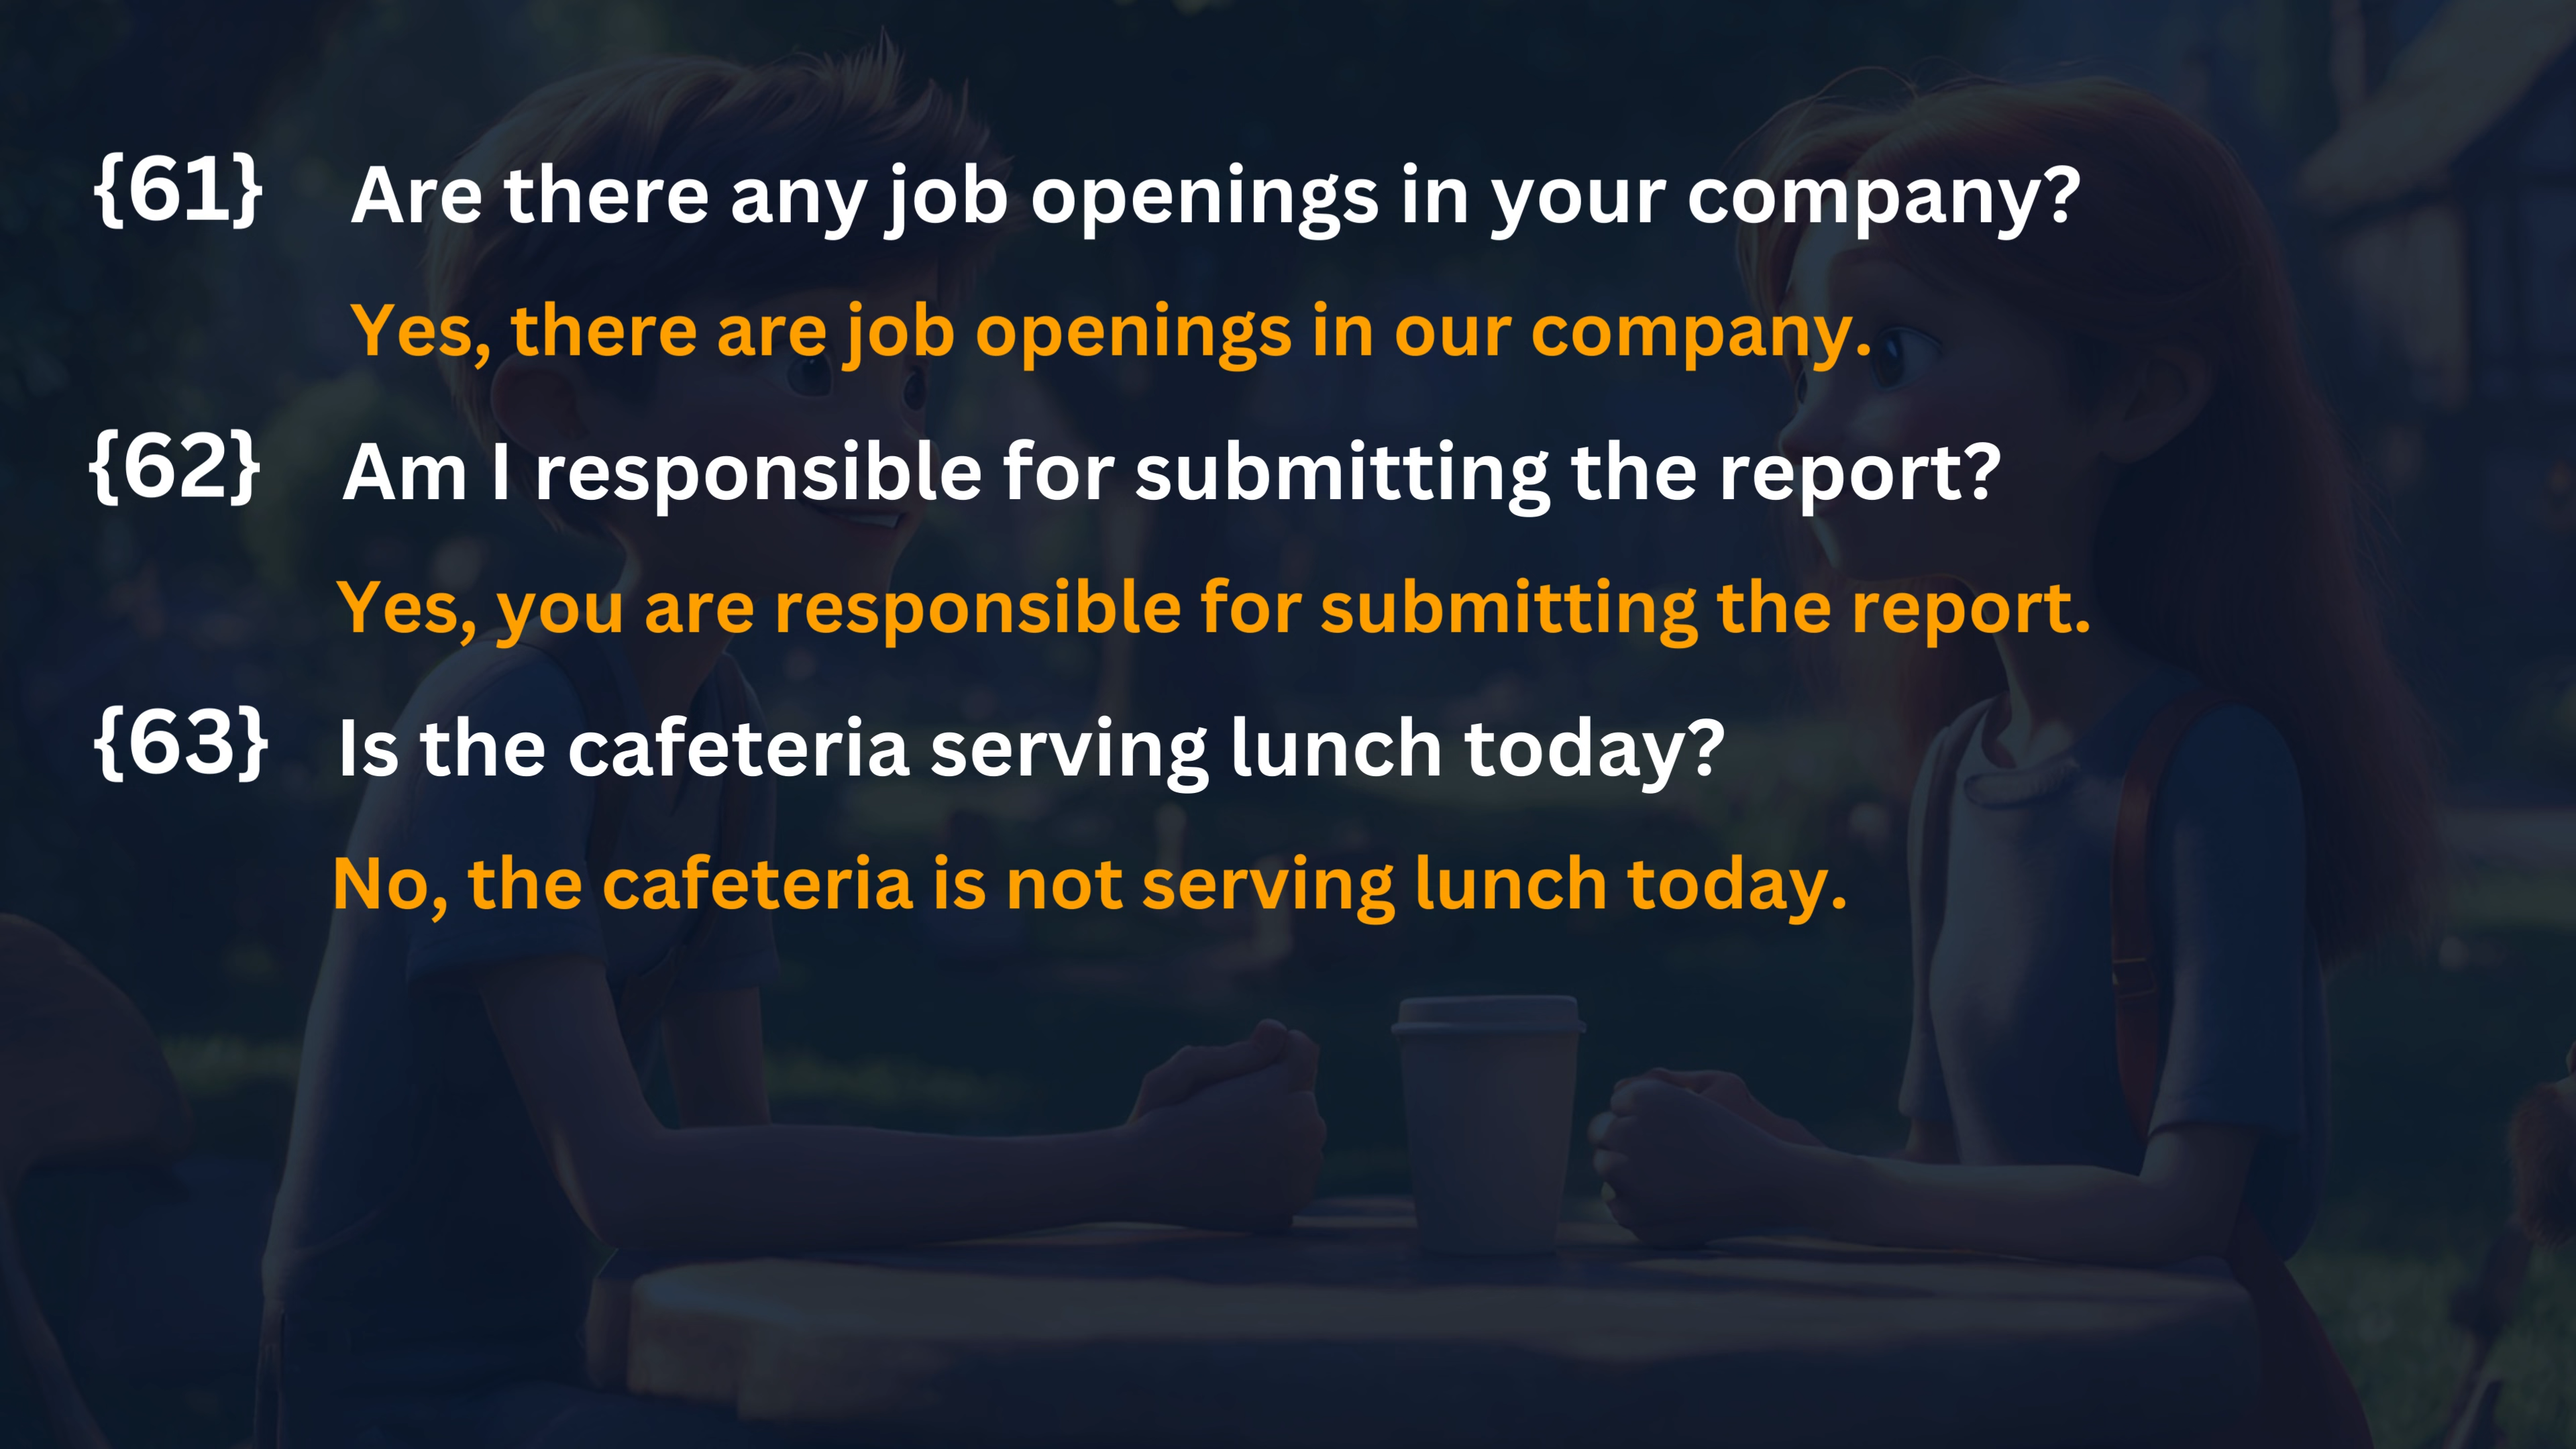 {61} Are there any job openings in your company?
Yes, there are job openings in our company.
{62} Am I responsible for submitting the report?
Yes, you are responsible for submitting the report.
{63} Is the cafeteria serving lunch today?
No, the cafeteria is not serving lunch today.